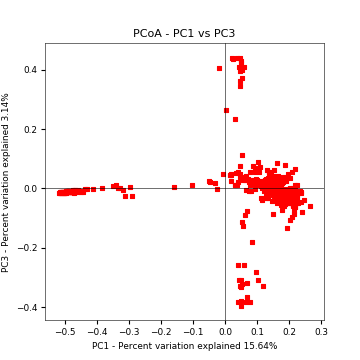 PCoA - PC1 vs PC3
PC3 - Percent variation explained 3.14%
0.4
0.2
0.0
−0.2
−0.4
−0.5 −0.4 −0.3 −0.2 −0.1 0.0 0.1 0.2 0.3
PC1 - Percent variation explained 15.64%